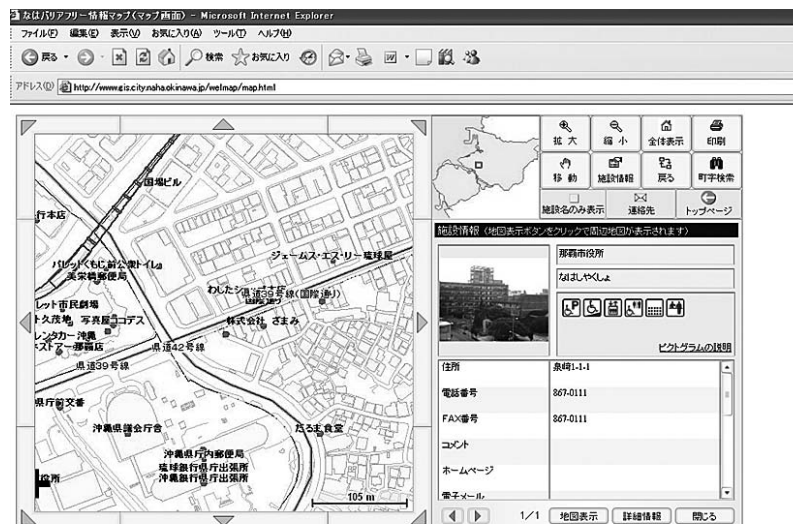 なはバリアフリー情報マップ(マップ画面) - Microsoft Internet Explorer
ファイル(F) 編集(E) 表示(V) お気に入り(A) ツール(T) ヘルプ(H)
戻る 検索 お気に入り
アドレス(D) http://www.gis.city.naha.okinawa.jp/welmap/map.html
拡大 縮小 全体表示 印刷
移動 施設情報 戻る 町字検索
施設名のみ表示 連絡先 トップページ
国場ビル
行本店
ジェームス・エス・リー琉球屋
パレットくもじ前公衆トイレ
美栄橋郵便局
わした
県道39号線(国際通り)
レット市民劇場
ト久茂地 写真屋コデス
株式会社 ざまみ
レンタカー 沖縄
県道42号線
県道39号線
県庁前交番
沖縄県議会庁舎
だるま食堂
沖縄県庁内郵便局
琉球銀行県庁出張所
沖縄銀行県庁出張所
役所
105 m
施設情報 (地図表示ボタンをクリックで周辺地図が表示されます)
那覇市役所
なはしやくしょ
ピクトグラムの説明
住所 泉崎1-1-1
電話番号 867-0111
FAX番号 867-0111
コメント
ホームページ
電子メール
1/1 地図表示 詳細情報 閉じる